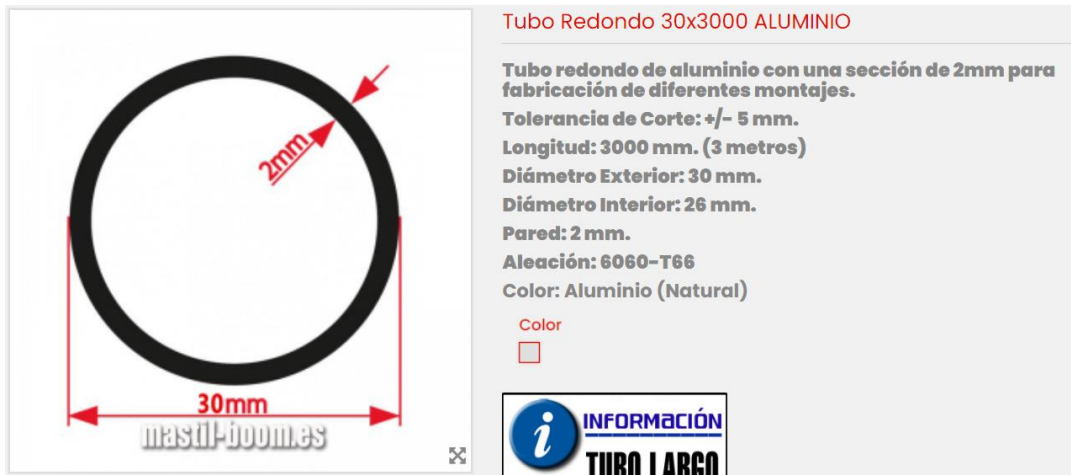 2mm
30mm
mastil-boom.es
Tubo Redondo 30x3000 ALUMINIO
Tubo redondo de aluminio con una sección de 2mm para
fabricación de diferentes montajes.
Tolerancia de Corte: +/- 5 mm.
Longitud: 3000 mm. (3 metros)
Diámetro Exterior: 30 mm.
Diámetro Interior: 26 mm.
Pared: 2 mm.
Aleación: 6060-T66
Color: Aluminio (Natural)
Color
i
INFORMACIÓN
TUBO LARGO